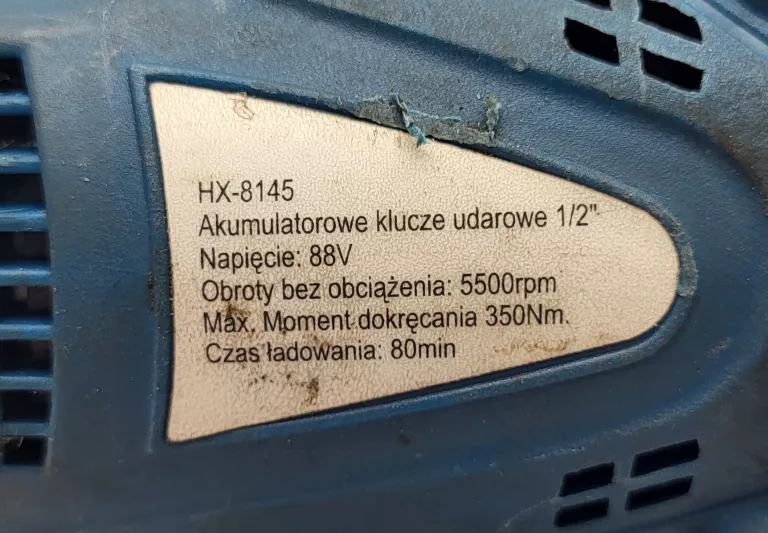 HX-8145
Akumulatorowe klucze udarowe 1/2"
Napięcie: 88V
Obroty bez obciążenia: 5500rpm
Max. Moment dokręcania 350Nm.
Czas ładowania: 80min